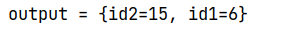 output = {id2=15, id1=6}